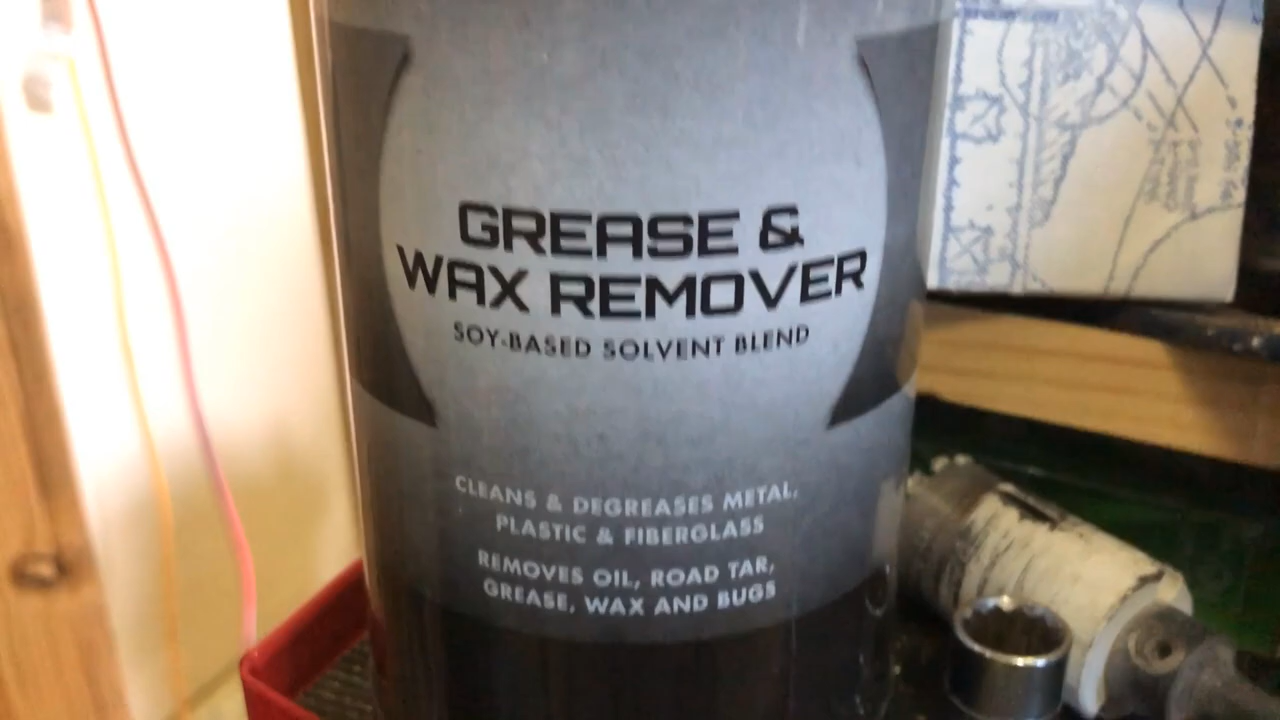 GREASE &
WAX REMOVER
SOY-BASED SOLVENT BLEND
CLEANS & DEGREASES METAL,
PLASTIC & FIBERGLASS
REMOVES OIL, ROAD TAR,
GREASE, WAX AND BUGS